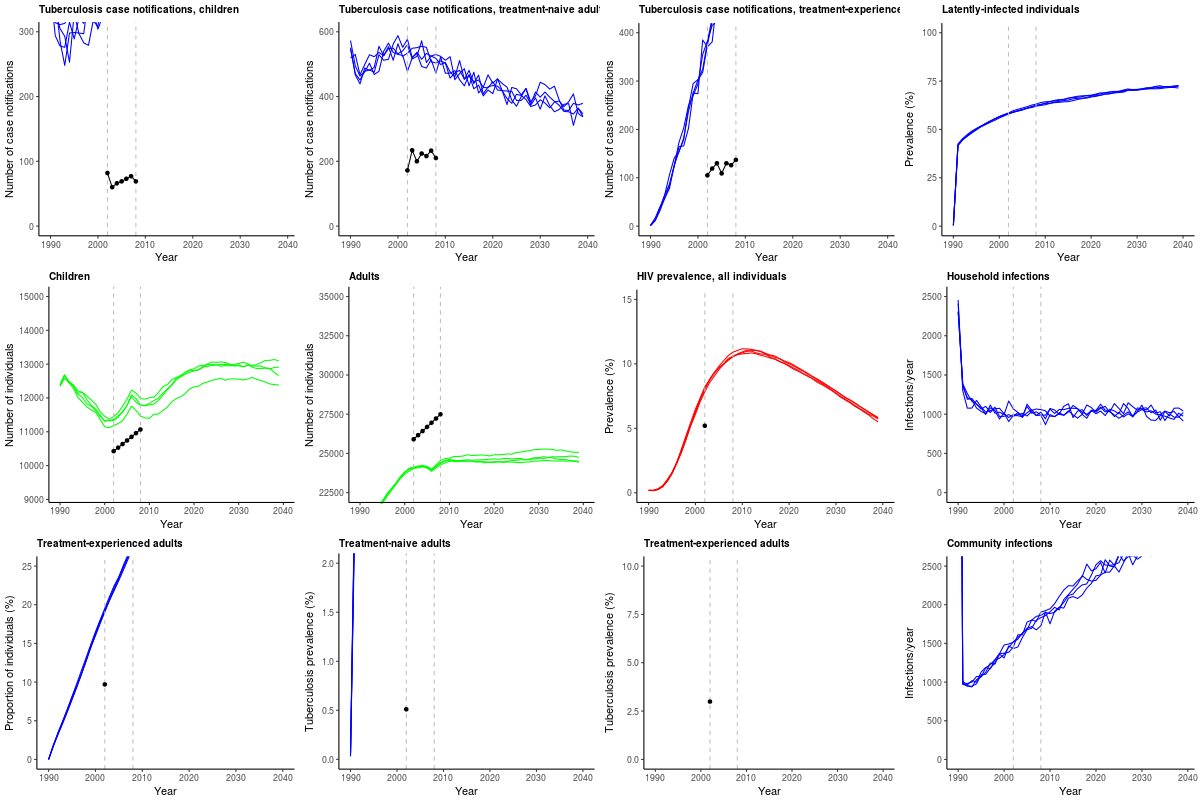 Tuberculosis case notifications, children
Number of case notifications
300
200
100
0
1990 2000 2010 2020 2030 2040
Year
Tuberculosis case notifications, treatment-naive adul
Number of case notifications
600
400
200
0
1990 2000 2010 2020 2030 2040
Year
Tuberculosis case notifications, treatment-experience
Number of case notifications
400
300
200
100
0
1990 2000 2010 2020 2030 2040
Year
Latently-infected individuals
Prevalence (%)
100
75
50
25
0
1990 2000 2010 2020 2030 2040
Year
Children
Number of individuals
15000
14000
13000
12000
11000
10000
9000
1990 2000 2010 2020 2030 2040
Year
Adults
Number of individuals
35000
32500
30000
27500
25000
22500
1990 2000 2010 2020 2030 2040
Year
HIV prevalence, all individuals
Prevalence (%)
15
10
5
0
1990 2000 2010 2020 2030 2040
Year
Household infections
Infections/year
2500
2000
1500
1000
500
0
1990 2000 2010 2020 2030 2040
Year
Treatment-experienced adults
Proportion of individuals (%)
25
20
15
10
5
0
1990 2000 2010 2020 2030 2040
Year
Treatment-naive adults
Tuberculosis prevalence (%)
2.0
1.5
1.0
0.5
0.0
1990 2000 2010 2020 2030 2040
Year
Treatment-experienced adults
Tuberculosis prevalence (%)
10.0
7.5
5.0
2.5
0.0
1990 2000 2010 2020 2030 2040
Year
Community infections
Infections/year
2500
2000
1500
1000
500
0
1990 2000 2010 2020 2030 2040
Year